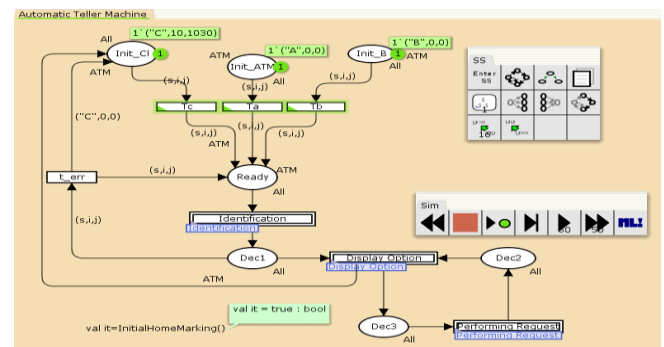 Automatic Teller Machine
1`("C",10,1030)
All
Init_Cl
1
ATM
ATM
1`("A",0,0)
Init_ATM
1
All
1`("B",0,0)
Init_B
1
ATM
All
(s,i,j)
(s,i,j)
(s,i,j)
Tc
Ta
Tb
("C",0,0)
(s,i,j)
(s,i,j)
(s,i,j)
ATM
t_err
(s,i,j)
ATM
Ready
All
Identification
Identification
(s,i,j)
Dec1
All
Display Option
Display Option
Dec2
All
ATM
val it = true : bool
val it=InitialHomeMarking()
Dec3
All
Performing Request
Performing Request
SS
Enter
SS
Sim
ML!